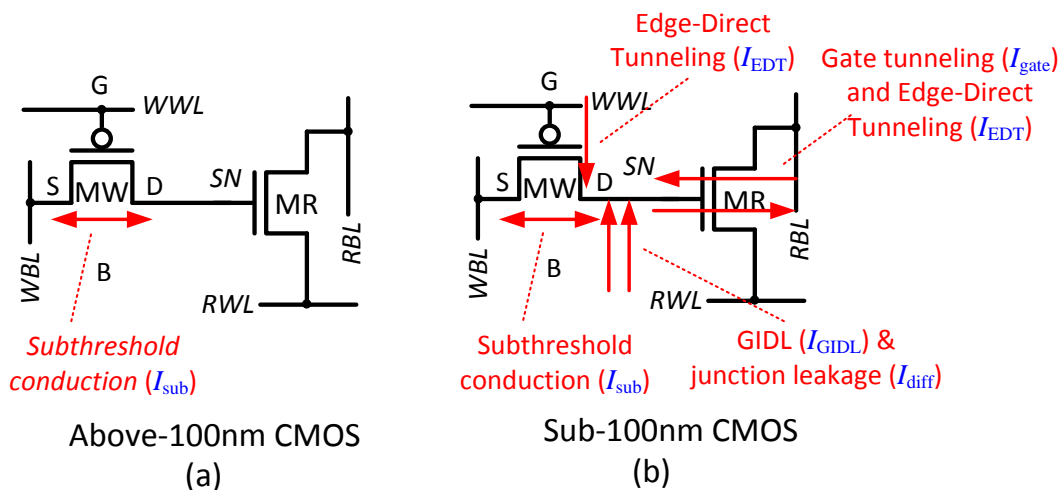 G
WWL
S
MW
D
SN
MR
WBL
B
RBL
RWL
Subthreshold
conduction (Isub)
Above-100nm CMOS
(a)
Edge-Direct
Tunneling (IEDT)
Gate tunneling (Igate)
and Edge-Direct
Tunneling (IEDT)
G
WWL
S
MW
D
SN
MR
WBL
B
RBL
RWL
Subthreshold
conduction (Isub)
GIDL (IGIDL) &
junction leakage (Idiff)
Sub-100nm CMOS
(b)